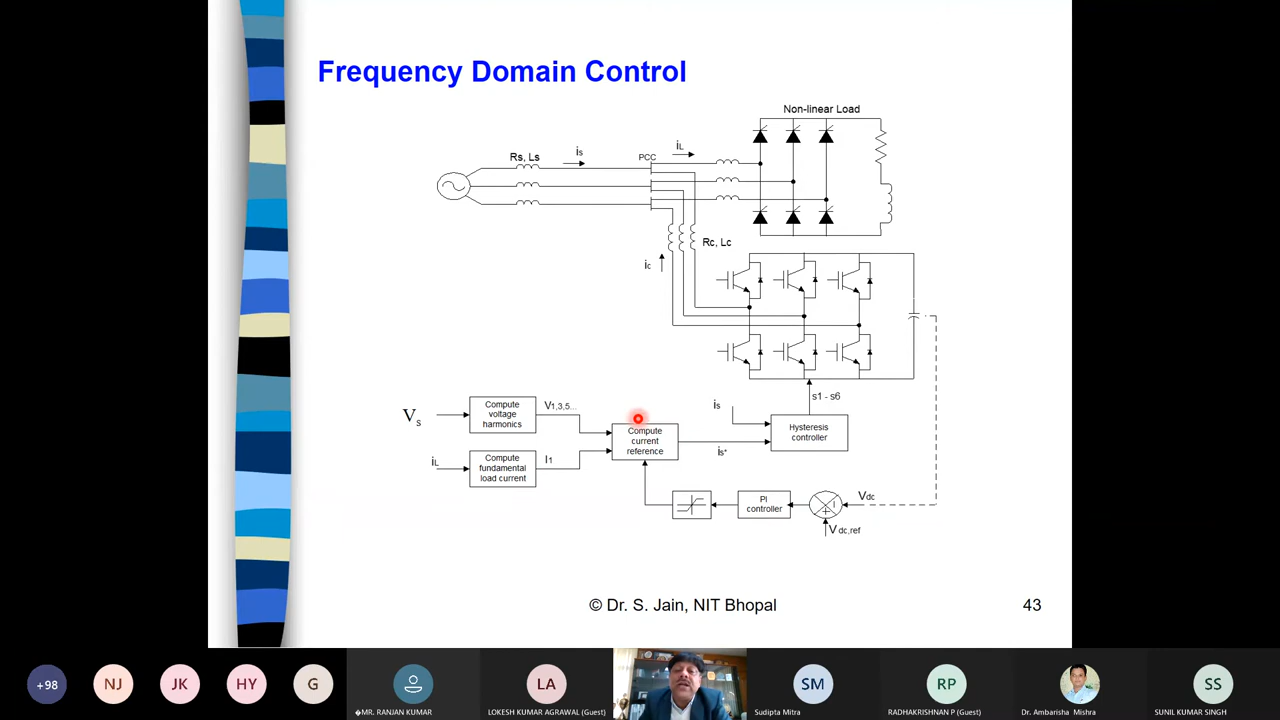 Frequency Domain Control
Non-linear Load
Rs, Ls
is
PCC
iL
Rc, Lc
ic
s1 - s6
Vs
Compute
voltage
harmonics
V1,3,5...
iL
Compute
fundamental
load current
I1
Compute
current
reference
is
is*
Hysteresis
controller
PI
controller
Vdc
Vdc,ref
© Dr. S. Jain, NIT Bhopal
43
+98
NJ
JK
HY
G
MR. RANJAN KUMAR
LA
LOKESH KUMAR AGRAWAL (Guest)
SM
Sudipta Mitra
RP
RADHAKRISHNAN P (Guest)
Dr. Ambarisha Mishra
SS
SUNIL KUMAR SINGH